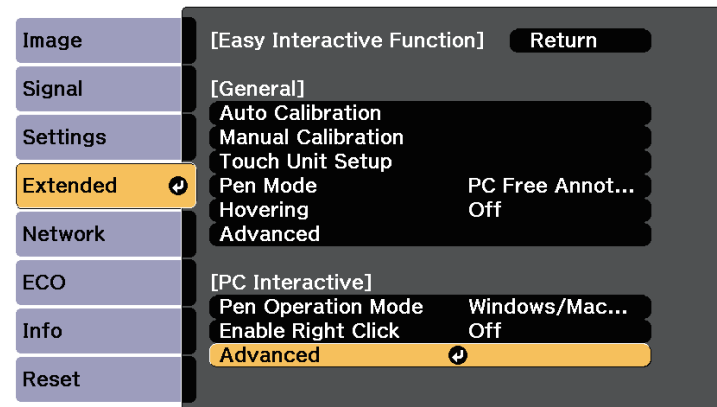 Image
Signal
Settings
Extended
Network
ECO
Info
Reset
[Easy Interactive Function] Return
[General]
Auto Calibration
Manual Calibration
Touch Unit Setup
Pen Mode PC Free Annot...
Hovering Off
Advanced
[PC Interactive]
Pen Operation Mode Windows/Mac...
Enable Right Click Off
Advanced